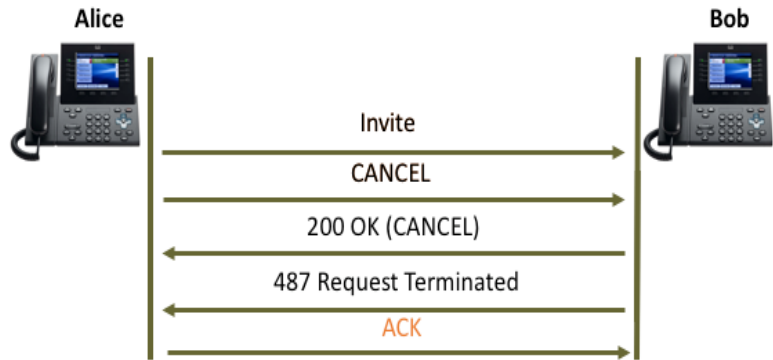 Alice
Bob
Invite
CANCEL
200 OK (CANCEL)
487 Request Terminated
ACK